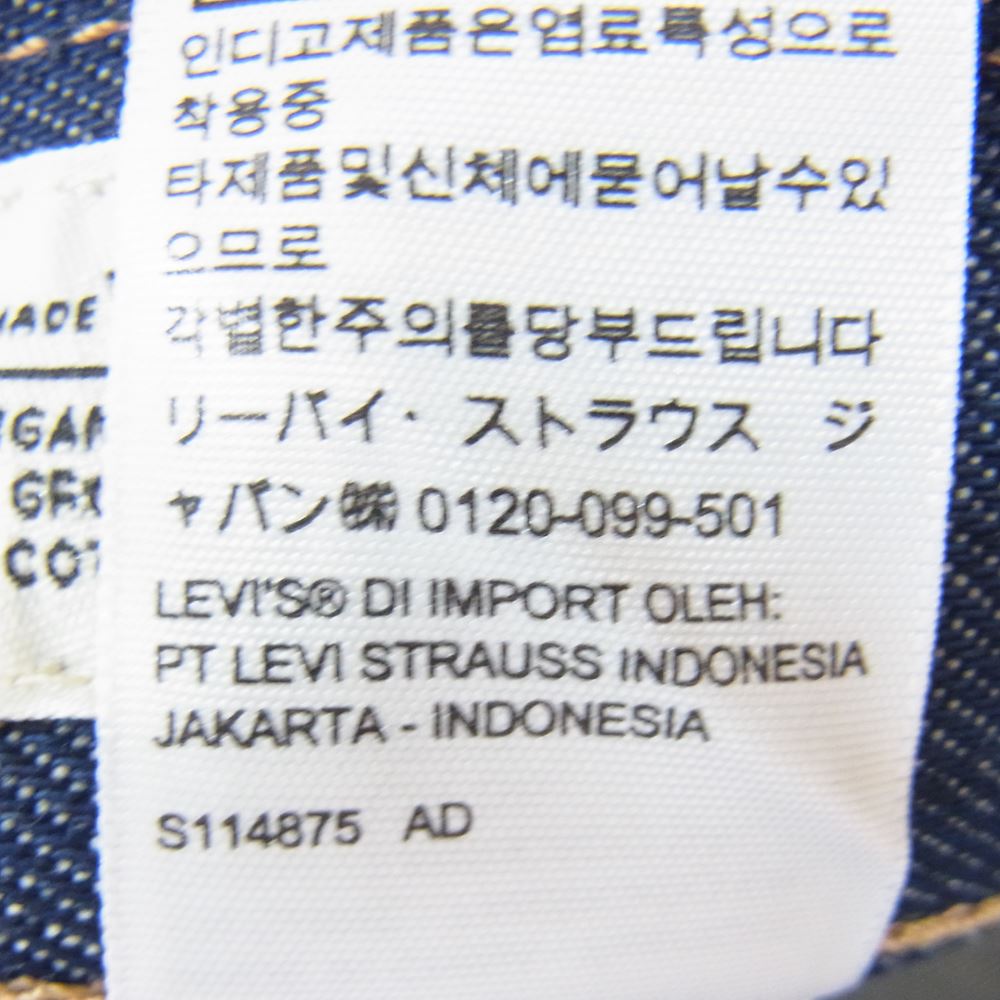 인디고제품은염료특성으로
착용중
타제품및신체에묻어날수있
으므로
각별한주의를당부드립니다
リーバイ・ストラウス ジ
ャパン㈱ 0120-099-501
LEVI'S® DI IMPORT OLEH:
PT LEVI STRAUSS INDONESIA
JAKARTA - INDONESIA
S114875 AD